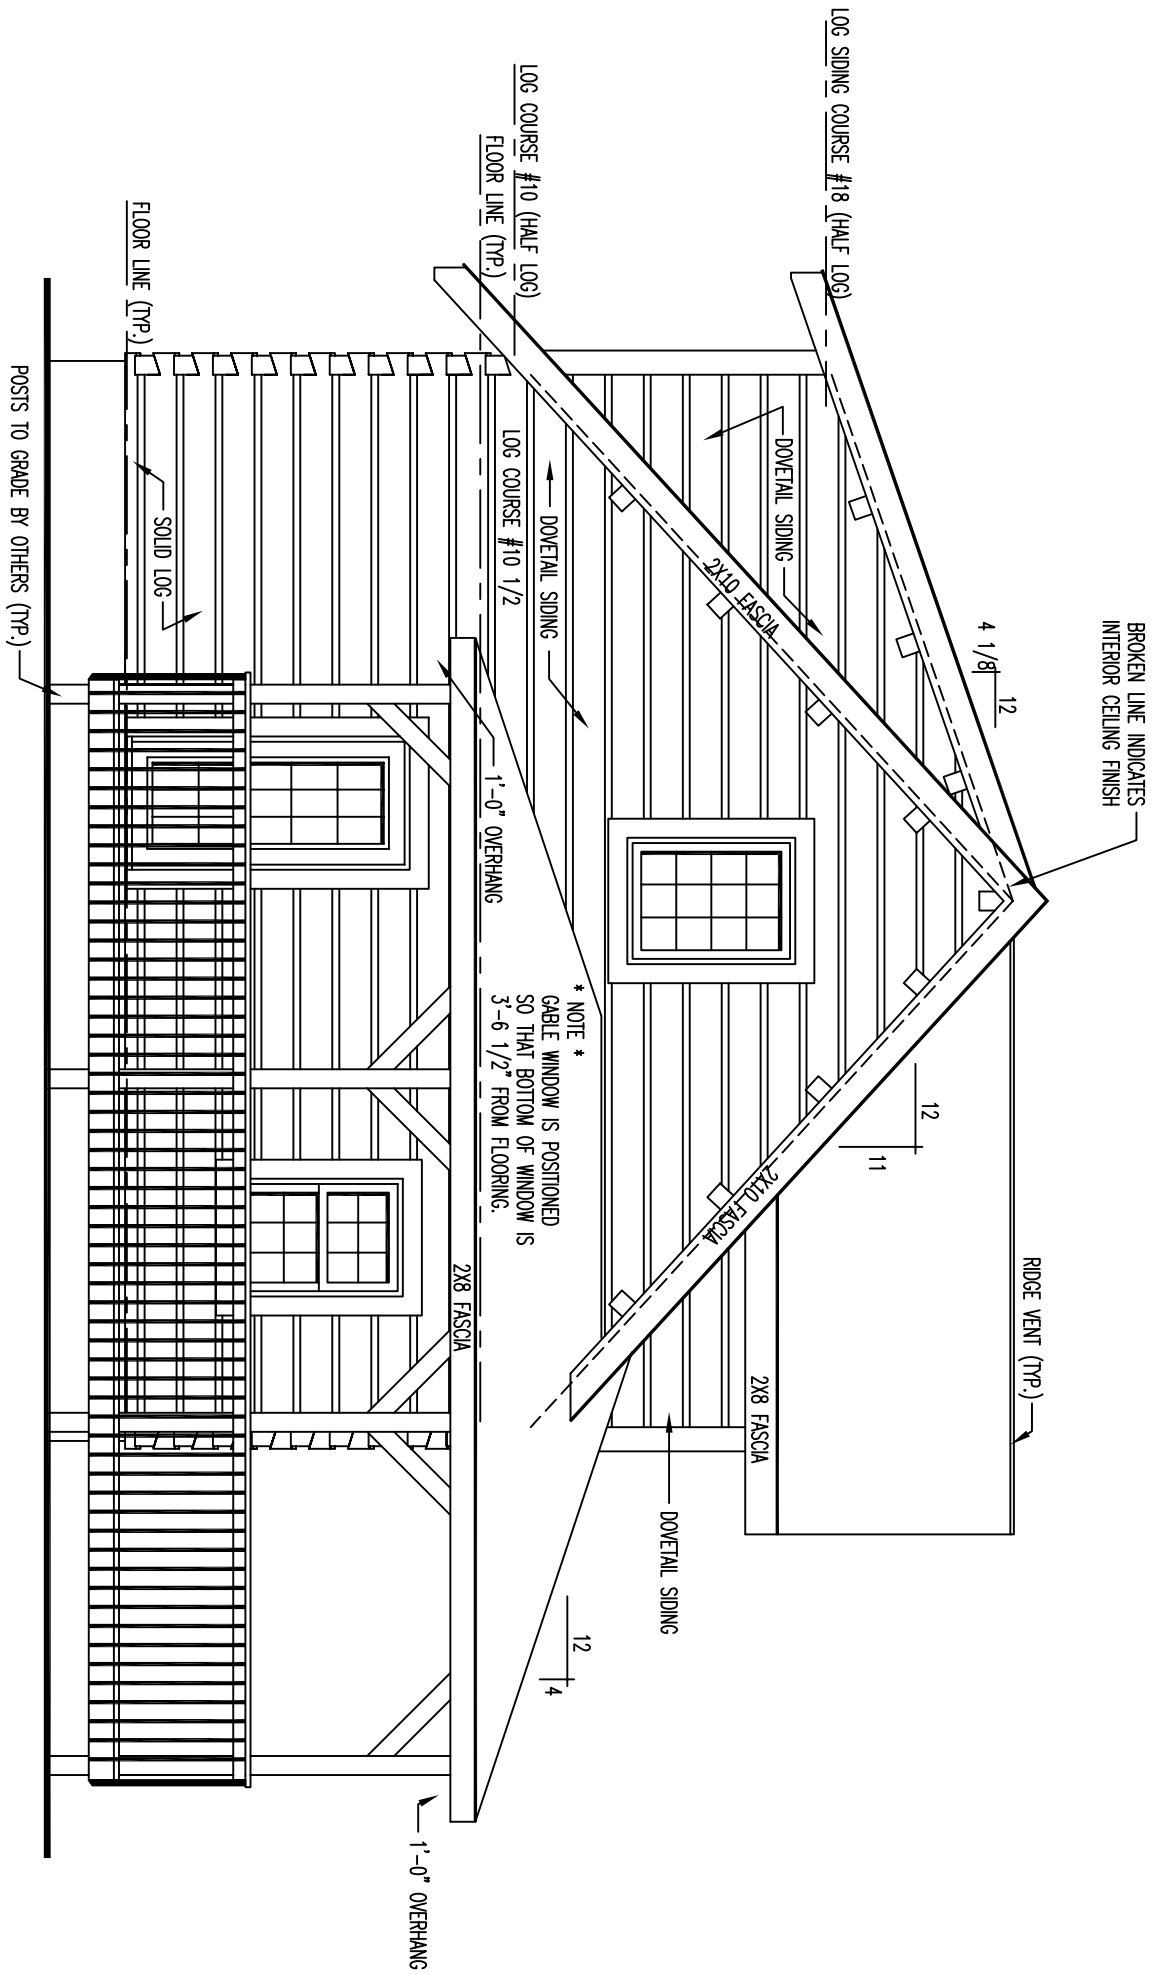 BROKEN LINE INDICATES
INTERIOR CEILING FINISH
RIDGE VENT (TYP.)
12
4 1/8
LOG SIDING COURSE #18 (HALF LOG)
12
11
DOVETAIL SIDING
2X10 FASCIA
2X10 FASCIA
2X8 FASCIA
DOVETAIL SIDING
LOG COURSE #10 (HALF LOG)
FLOOR LINE (TYP.)
DOVETAIL SIDING
LOG COURSE #10 1/2
* NOTE *
GABLE WINDOW IS POSITIONED
SO THAT BOTTOM OF WINDOW IS
3'-6 1/2" FROM FLOORING.
12
4
2X8 FASCIA
1'-0" OVERHANG
1'-0" OVERHANG
SOLID LOG
FLOOR LINE (TYP.)
POSTS TO GRADE BY OTHERS (TYP.)